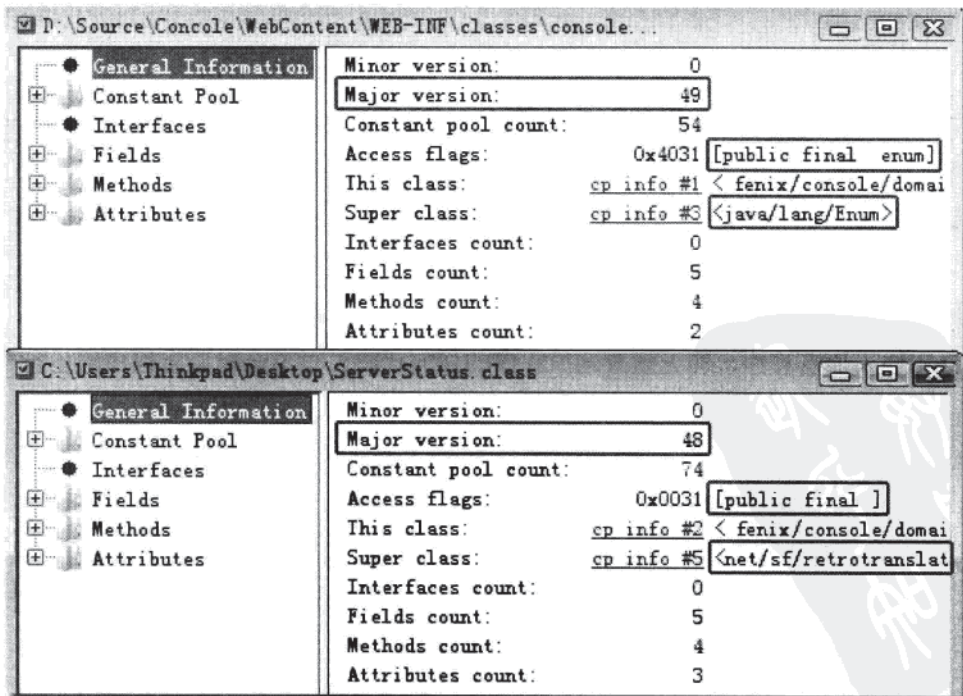 D:\Source\Concole\WebContent\WEB-INF\classes\console...
General Information
Constant Pool
Interfaces
Fields
Methods
Attributes
Minor version: 0
Major version: 49
Constant pool count: 54
Access flags: 0x4031 [public final enum]
This class: cp info #1 < fenix/console/domai
Super class: cp info #3 <java/lang/Enum>
Interfaces count: 0
Fields count: 5
Methods count: 4
Attributes count: 2
C:\Users\Thinkpad\Desktop\ServerStatus.class
General Information
Constant Pool
Interfaces
Fields
Methods
Attributes
Minor version: 0
Major version: 48
Constant pool count: 74
Access flags: 0x0031 [public final ]
This class: cp info #2 < fenix/console/domai
Super class: cp info #5 <net/sf/retrotranslat
Interfaces count: 0
Fields count: 5
Methods count: 4
Attributes count: 3